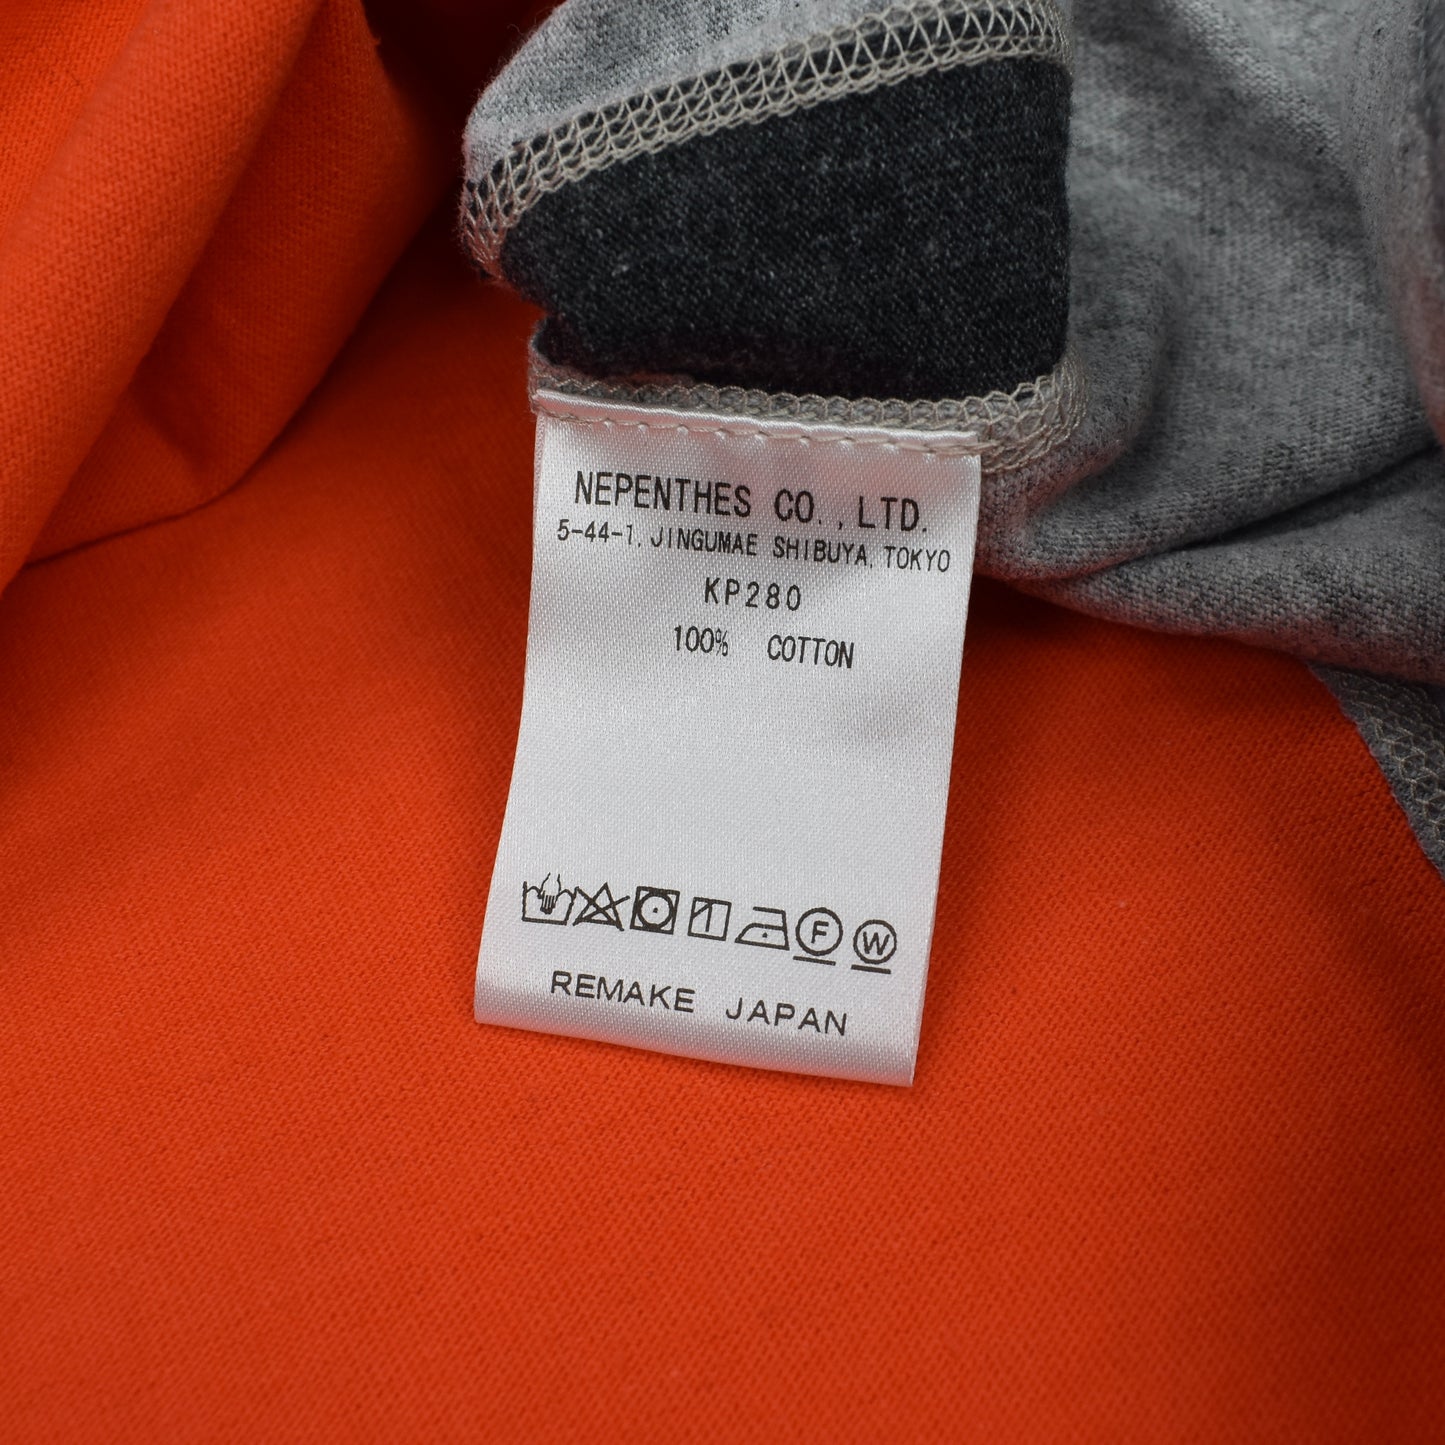 NEPENTHES CO.,LTD.
5-44-1, JINGUMAE SHIBUYA, TOKYO
KP280
100% COTTON
F W
REMAKE JAPAN